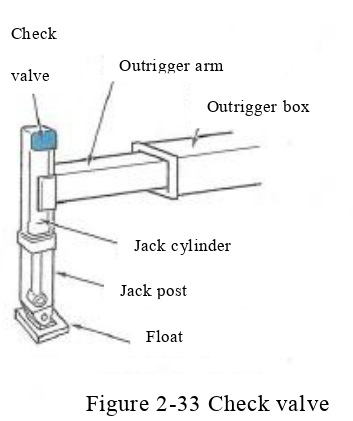 Check
valve
Outrigger arm
Outrigger box
Jack cylinder
Jack post
Float
Figure 2-33 Check valve